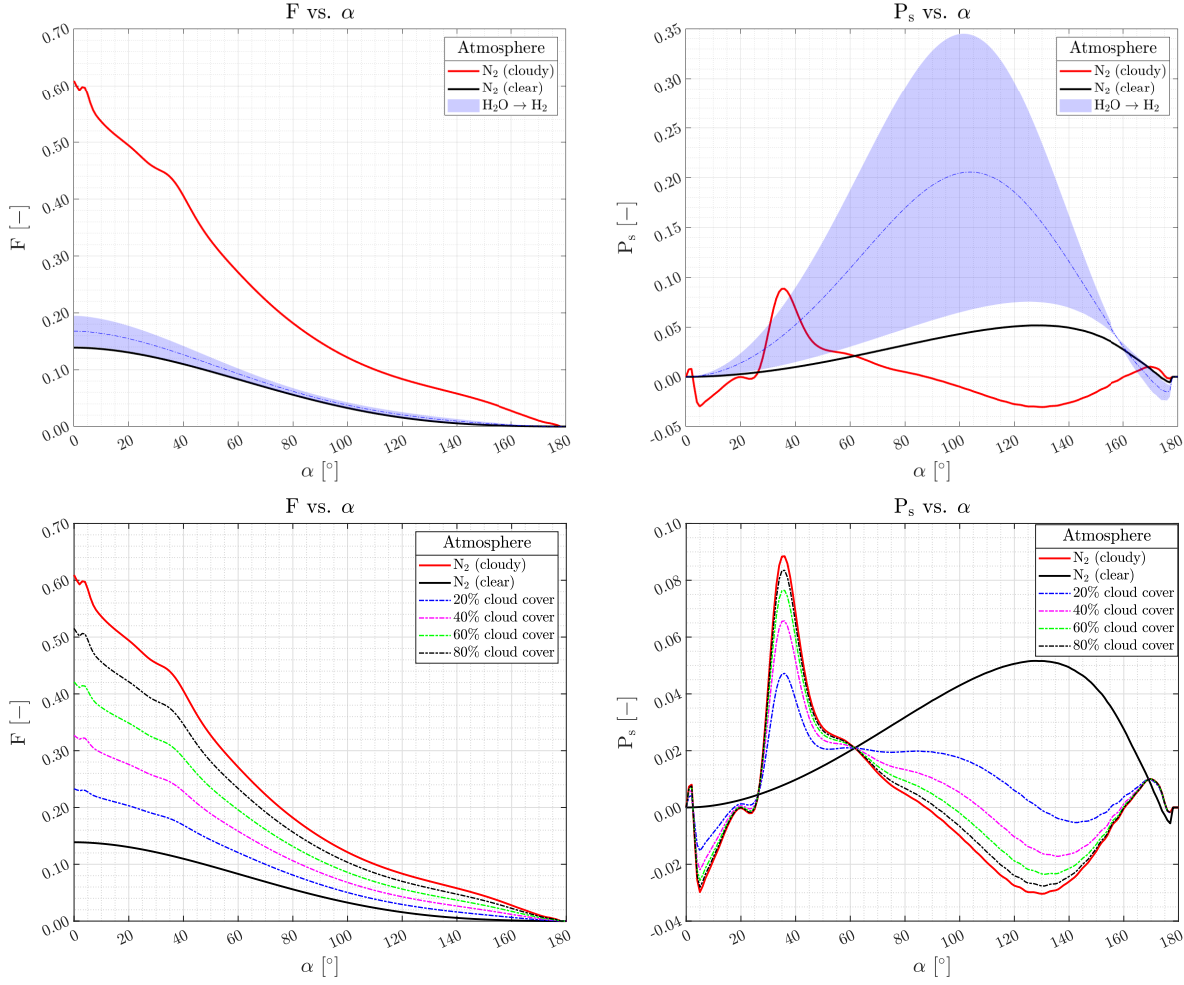 F vs. α
F [−]
0.70
0.60
0.50
0.40
0.30
0.20
0.10
0.00
Atmosphere
N₂ (cloudy)
N₂ (clear)
H₂O → H₂
0 20 40 60 80 100 120 140 160 180
α [°]
Pₛ vs. α
Pₛ [−]
0.35
0.30
0.25
0.20
0.15
0.10
0.05
0.00
-0.05
Atmosphere
N₂ (cloudy)
N₂ (clear)
H₂O → H₂
0 20 40 60 80 100 120 140 160 180
α [°]
F vs. α
F [−]
0.70
0.60
0.50
0.40
0.30
0.20
0.10
0.00
Atmosphere
N₂ (cloudy)
N₂ (clear)
20% cloud cover
40% cloud cover
60% cloud cover
80% cloud cover
0 20 40 60 80 100 120 140 160 180
α [°]
Pₛ vs. α
Pₛ [−]
0.10
0.08
0.06
0.04
0.02
0.00
-0.02
-0.04
Atmosphere
N₂ (cloudy)
N₂ (clear)
20% cloud cover
40% cloud cover
60% cloud cover
80% cloud cover
0 20 40 60 80 100 120 140 160 180
α [°]